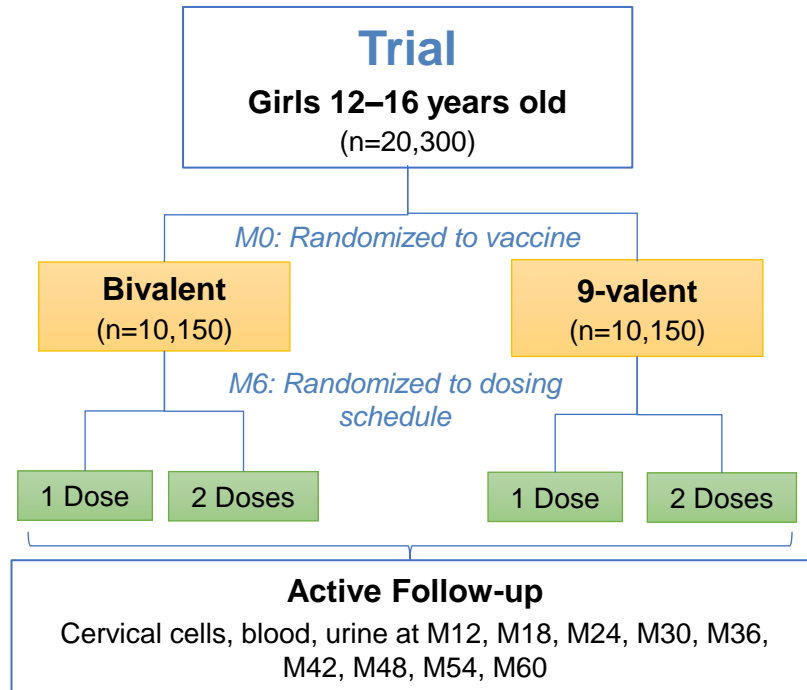 Trial
Girls 12–16 years old
(n=20,300)
M0: Randomized to vaccine
Bivalent
(n=10,150)
9-valent
(n=10,150)
M6: Randomized to dosing
schedule
1 Dose
2 Doses
1 Dose
2 Doses
Active Follow-up
Cervical cells, blood, urine at M12, M18, M24, M30, M36,
M42, M48, M54, M60